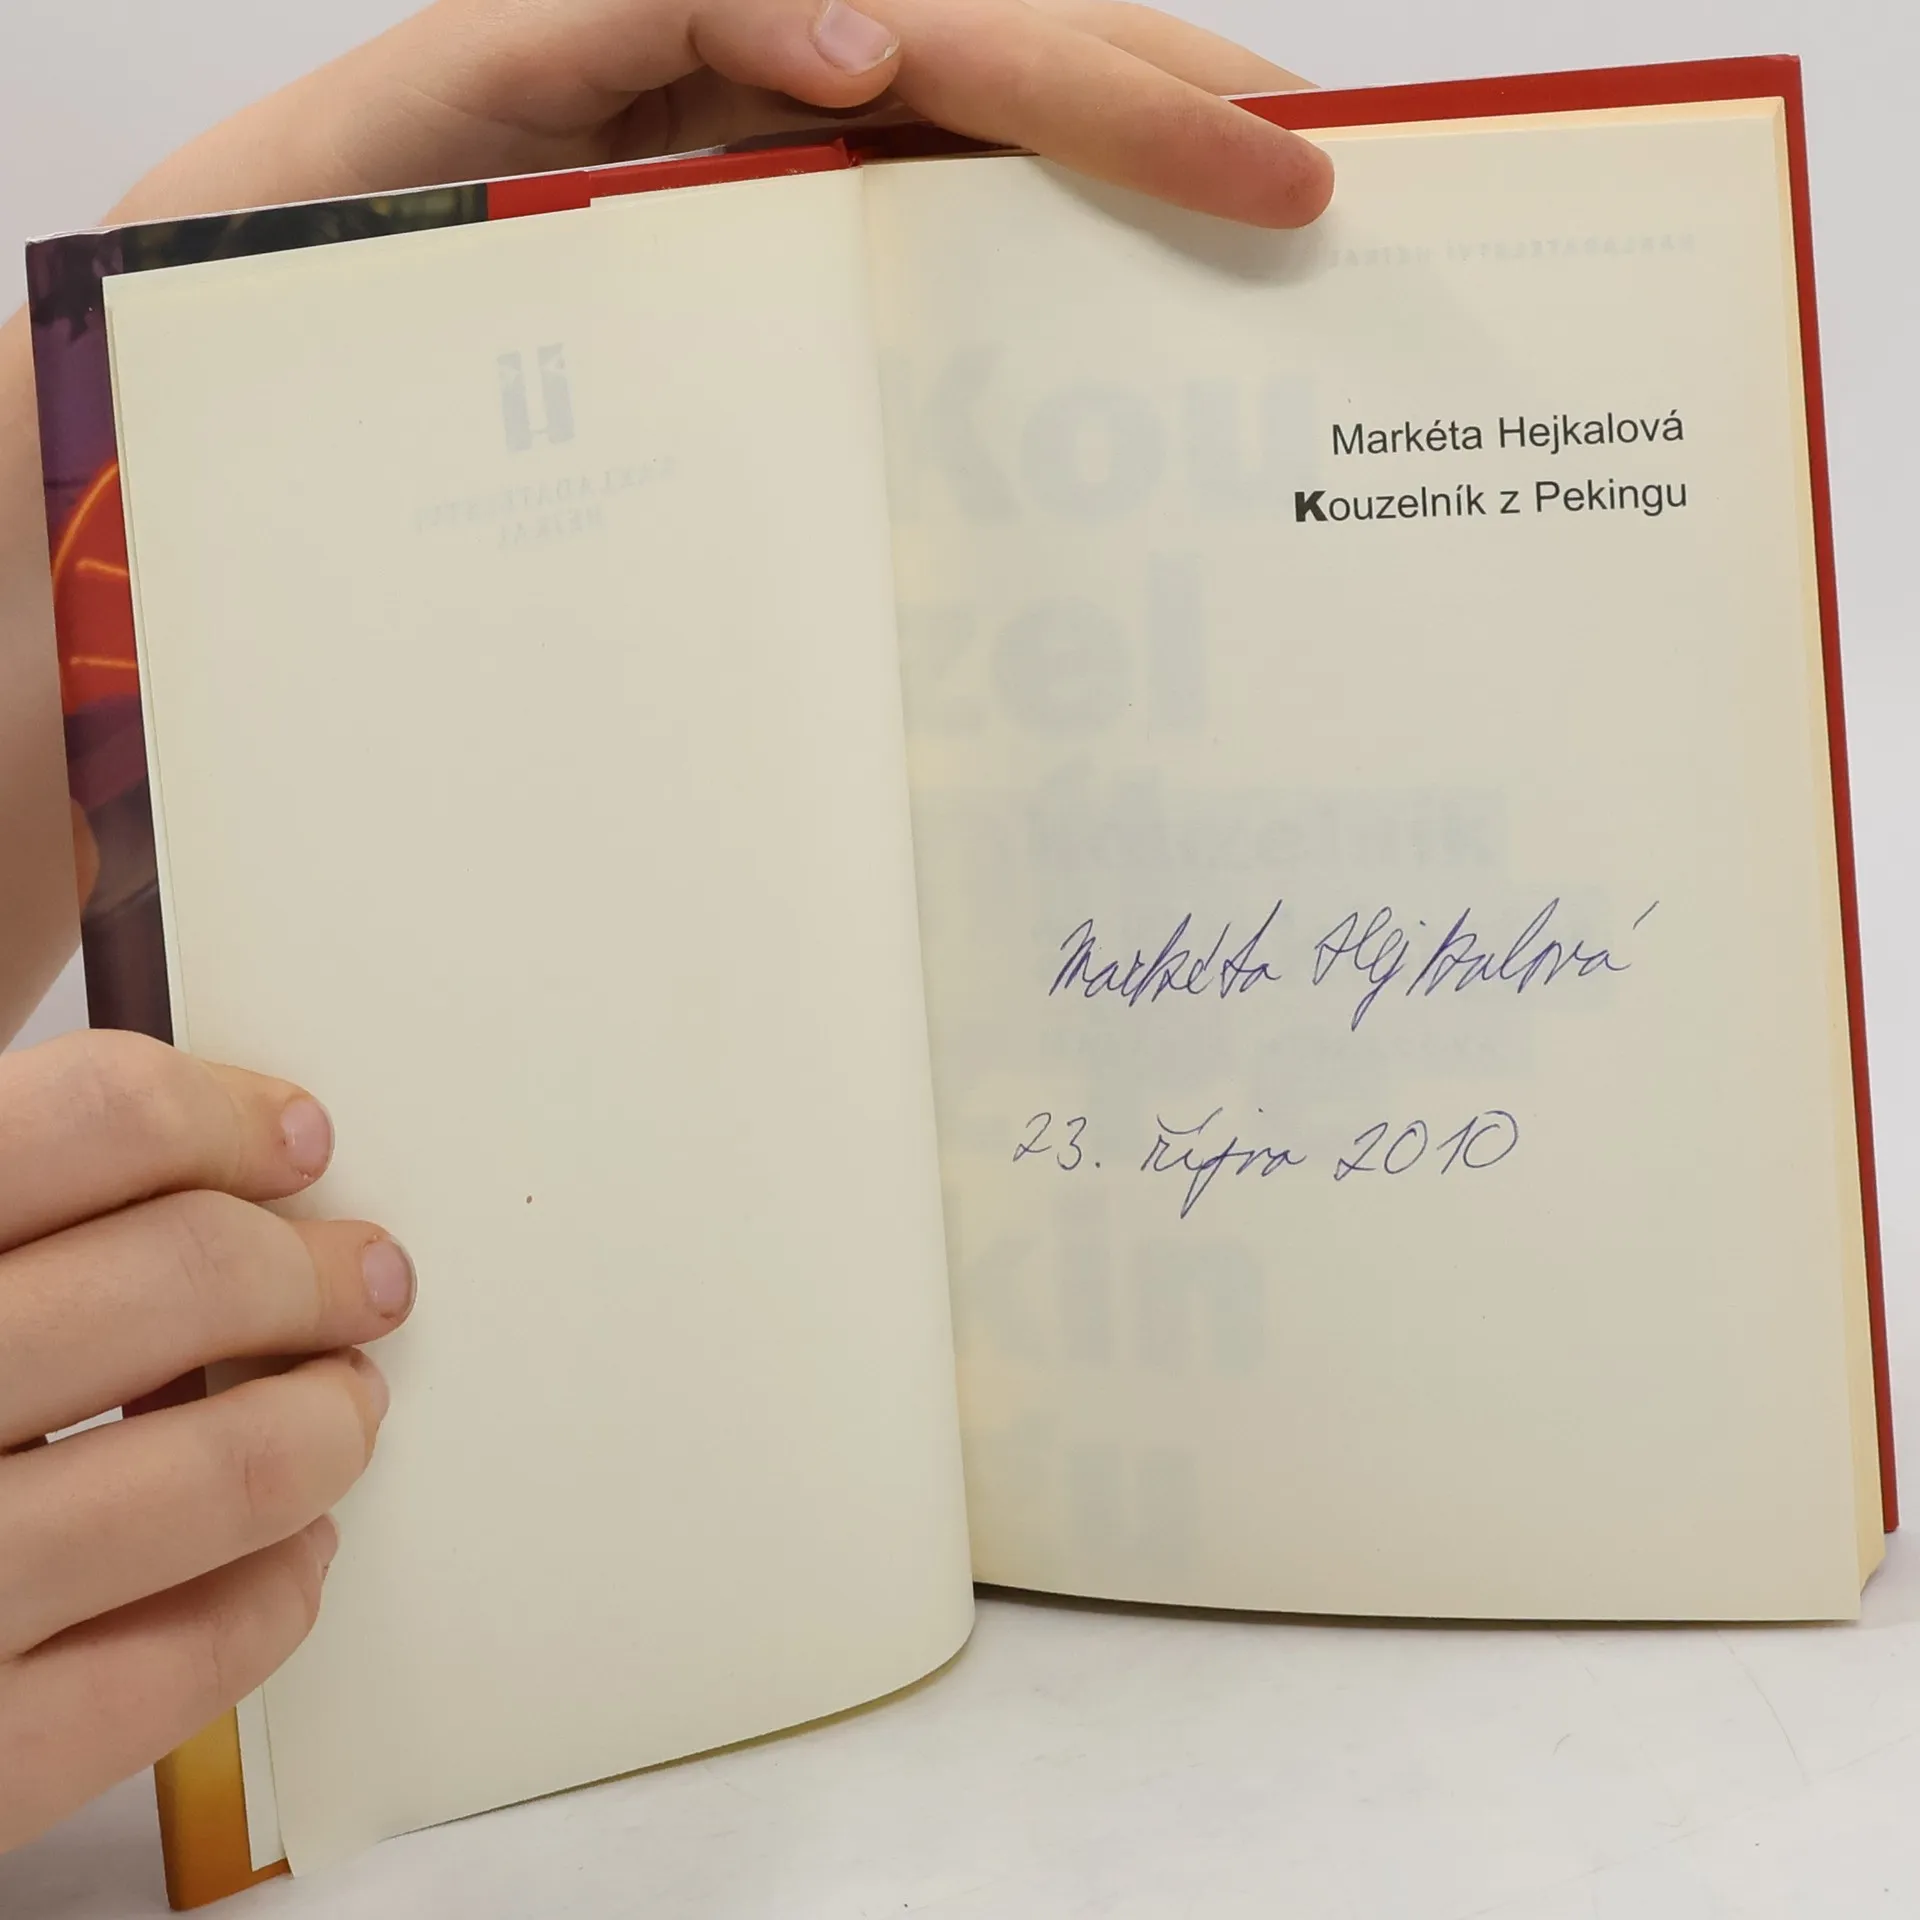 Markéta Hejkalová
Kouzelník z Pekingu
Markéta Hejkalová
23. října 2010